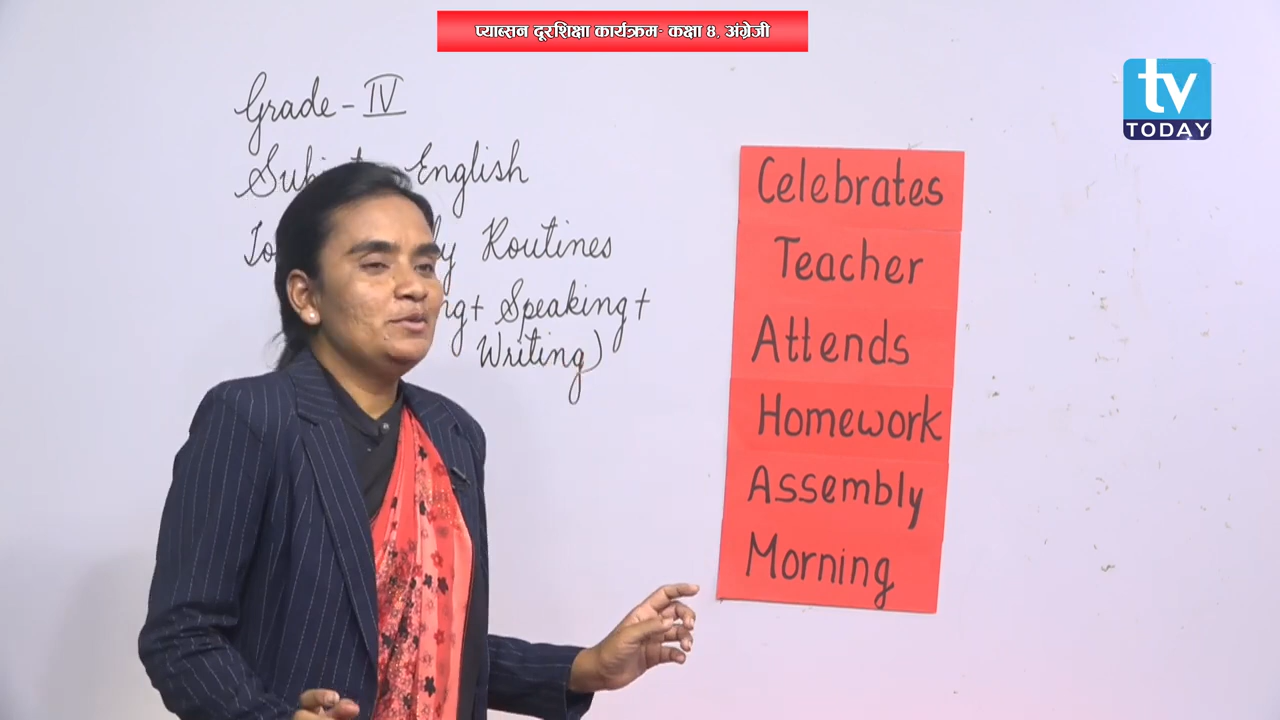 प्याब्सन दूरशिक्षा कार्यक्रम- कक्षा ४, अंग्रेजी
tv
TODAY
Grade - IV
English
Routines
Speaking +
Writing)
Celebrates
Teacher
Attends
Homework
Assembly
Morning